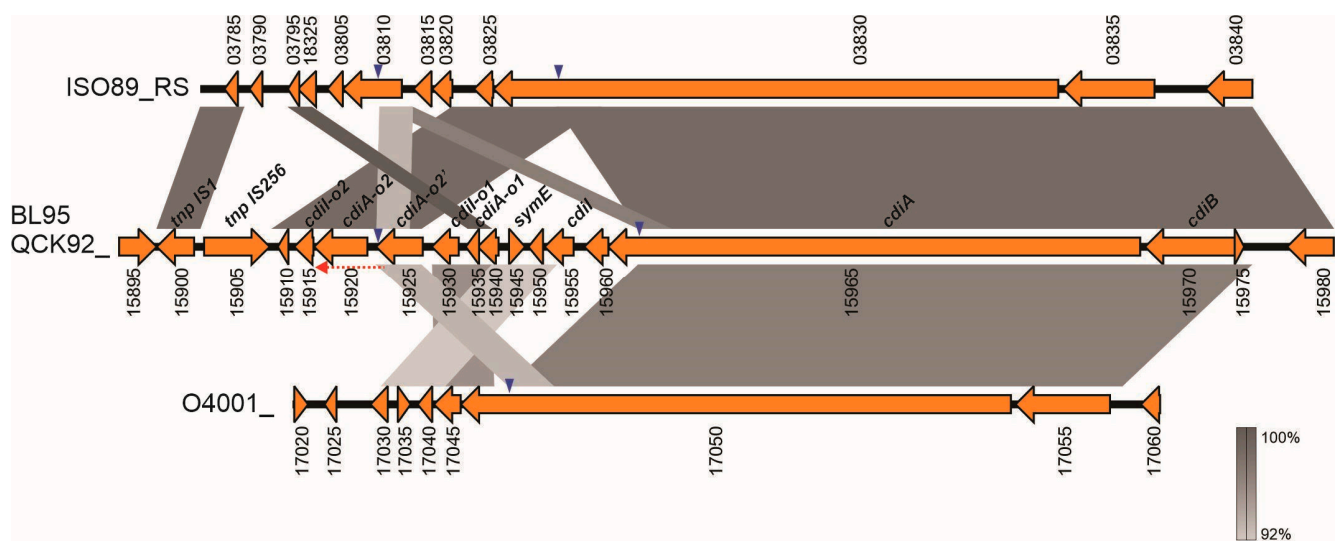 03785 03790 03795 18325 03805 03810 03815 03820 03825 03830 03835 03840
ISO89_RS
tnp IS1 tnp IS256 cdiI-o2 cdiA-o2 cdiA-o2' cdiI-o1 cdiA-o1 symE cdiI cdiA cdiB
BL95
QCK92_
15895 15900 15905 15910 15915 15920 15925 15930 15935 15940 15945 15950 15955 15960 15965 15970 15975 15980
O4001_
17020 17025 17030 17035 17040 17045 17050 17055 17060
100%
92%